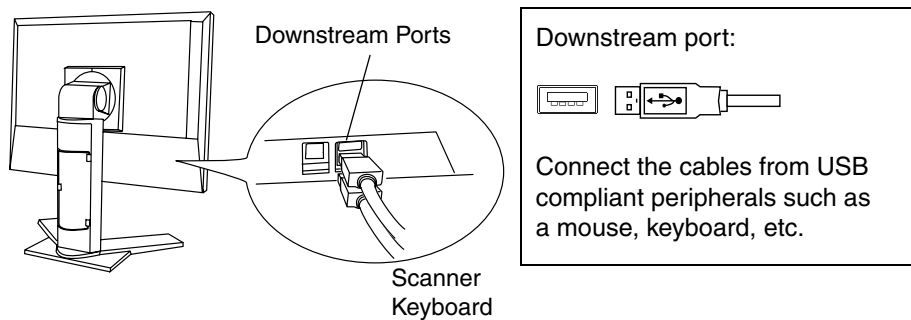 Downstream Ports
Scanner
Keyboard
Downstream port:
Connect the cables from USB
compliant peripherals such as
a mouse, keyboard, etc.